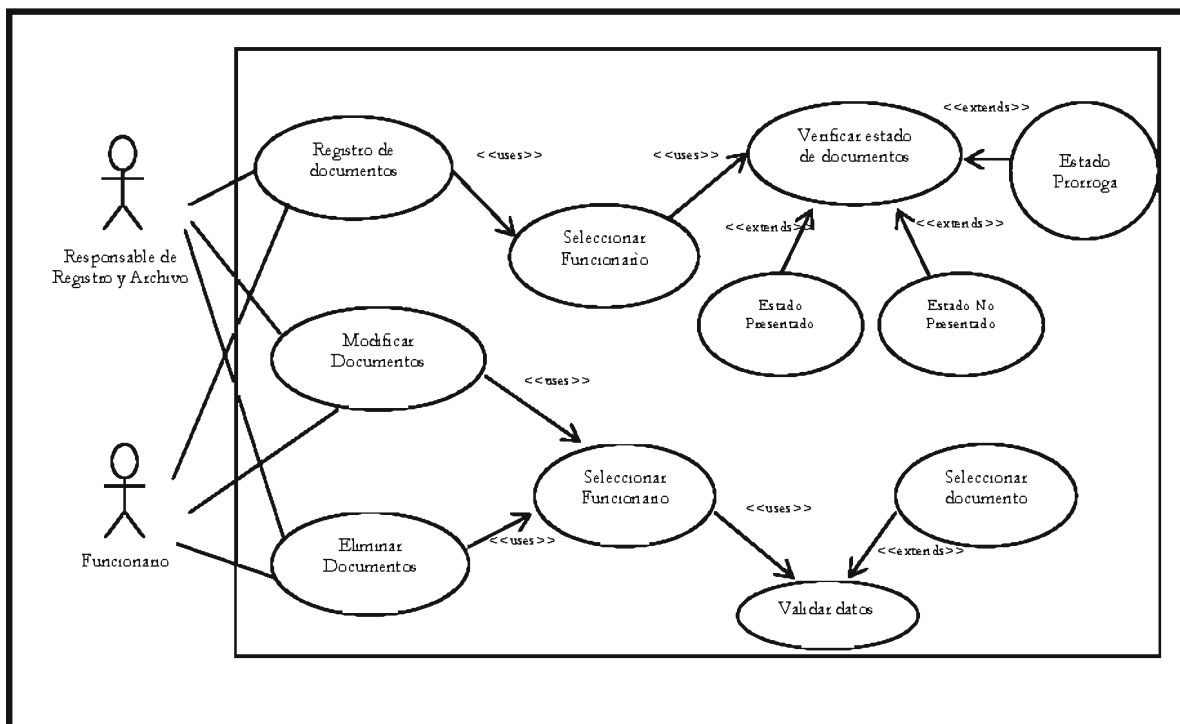 <<extends>>
Verificar estado
de documentos
Registro de
documentos
<<uses>>
<<uses>>
Estado
Prorroga
Responsable de
Registro y Archivo
Seleccionar
Funcionario
<<extends>>
<<extends>>
Estado
Presentado
Estado No
Presentado
Modificar
Documentos
<<uses>>
Seleccionar
Funcionario
Seleccionar
documento
<<uses>>
Funcionario
Eliminar
Documentos
<<uses>>
<<extends>>
Validar datos